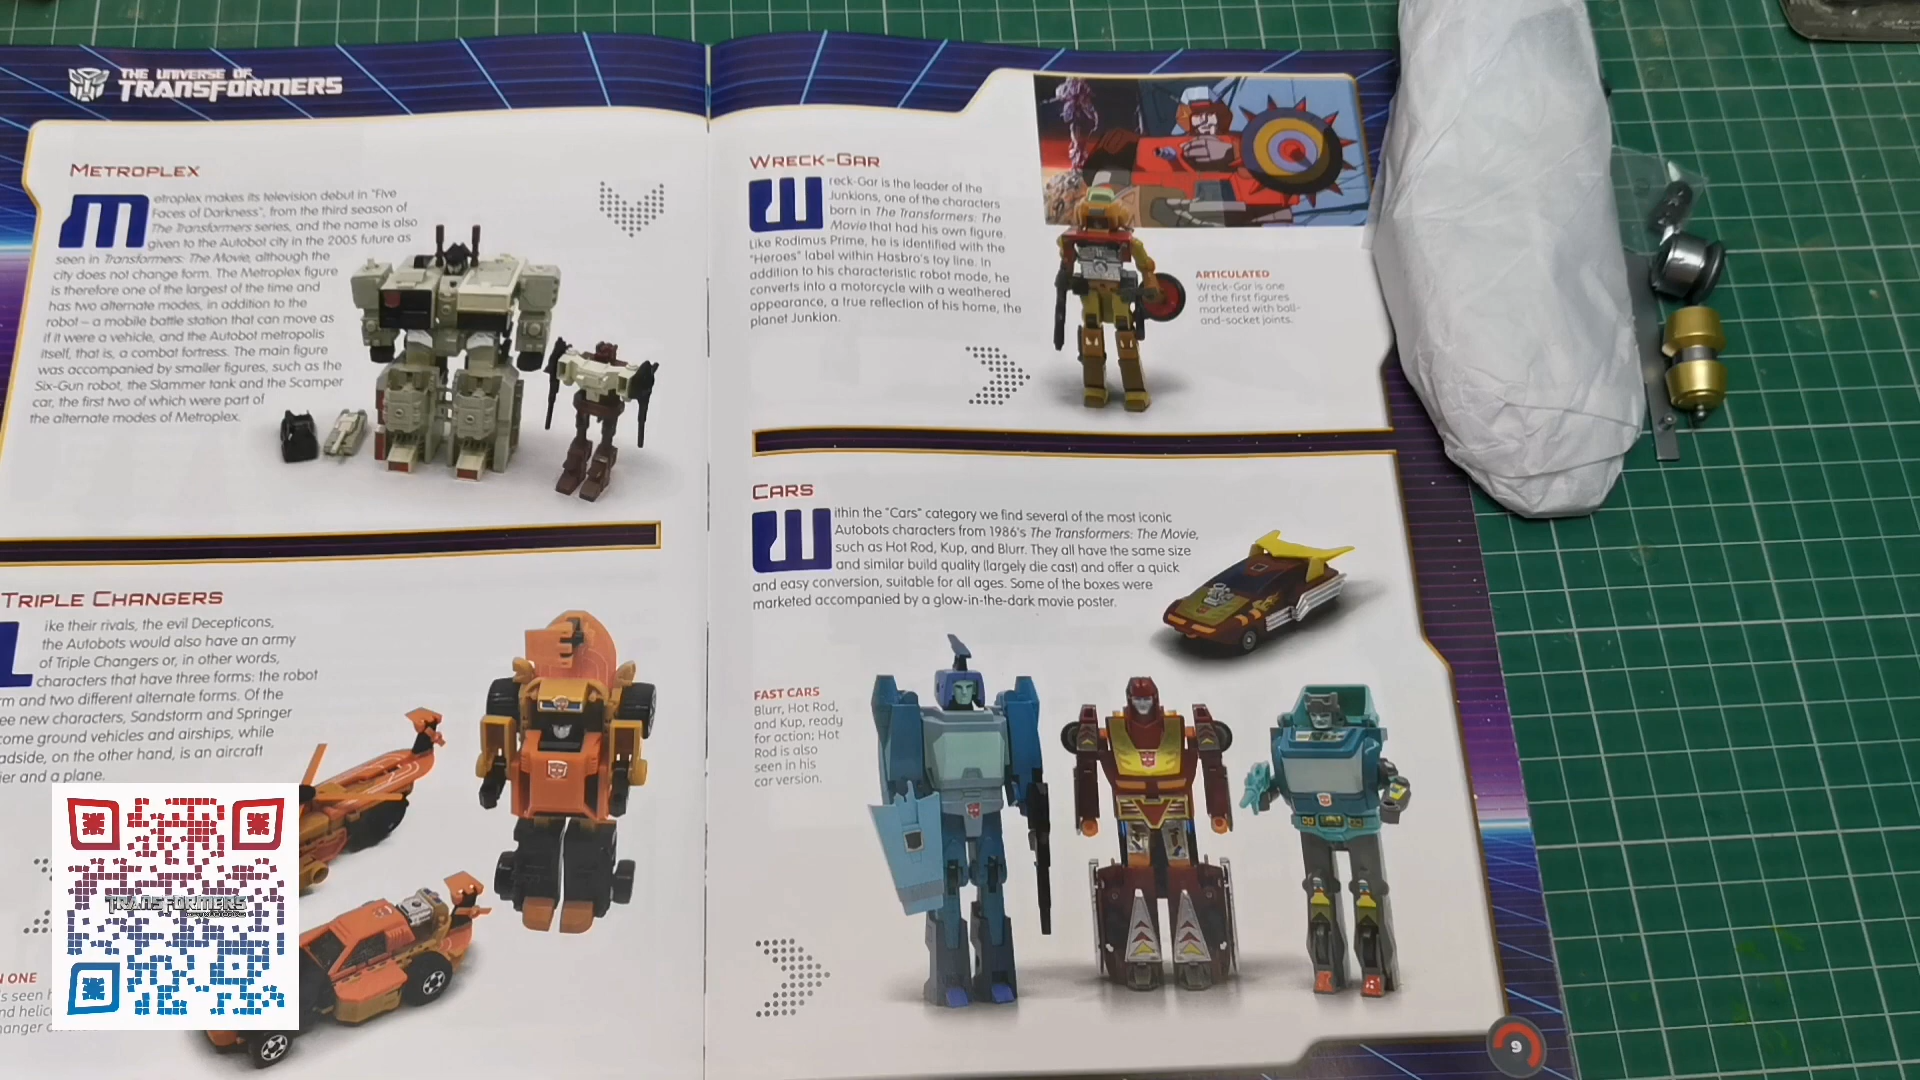 THE UNIVERSE OF
TRANSFORMERS
METROPLEX
Metroplex makes its television debut in "Five
Faces of Darkness", from the third season of
The Transformers series, and the name is also
given to the Autobot city in the 2005 future as
seen in Transformers: The Movie, although the
city does not change form. The Metroplex figure
is therefore one of the largest of the time and
has two alternate modes, in addition to the
robot – a mobile battle station that can move as
if it were a vehicle, and the Autobot metropolis
itself, that is, a combat fortress. The main figure
was accompanied by smaller figures, such as the
Six-Gun robot, the Slammer tank and the Scamper
car, the first two of which were part of
the alternate modes of Metroplex.
TRIPLE CHANGERS
Like their rivals, the evil Decepticons,
the Autobots would also have an army
of Triple Changers or, in other words,
characters that have three forms: the robot
rm and two different alternate forms. Of the
ee new characters, Sandstorm and Springer
come ground vehicles and airships, while
adside, on the other hand, is an aircraft
ier and a plane.
N ONE
s seen
nd helic
hanger
TRANSFORMERS
WRECK-GAR
Wreck-Gar is the leader of the
Junkions, one of the characters
born in The Transformers: The
Movie that had his own figure.
Like Rodimus Prime, he is identified with the
"Heroes" label within Hasbro's toy line. In
addition to his characteristic robot mode, he
converts into a motorcycle with a weathered
appearance, a true reflection of his home, the
planet Junkion.
ARTICULATED
Wreck-Gar is one
of the first figures
marketed with ball-
and-socket joints.
CARS
Within the "Cars" category we find several of the most iconic
Autobots characters from 1986's The Transformers: The Movie,
such as Hot Rod, Kup, and Blurr. They all have the same size
and similar build quality (largely die cast) and offer a quick
and easy conversion, suitable for all ages. Some of the boxes were
marketed accompanied by a glow-in-the-dark movie poster.
FAST CARS
Blurr, Hot Rod,
and Kup, ready
for action; Hot
Rod is also
seen in his
car version.
9